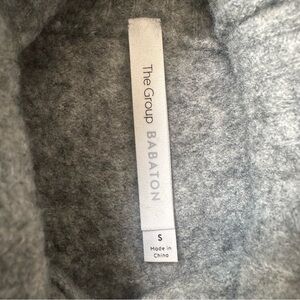 The Group BABATON
S
Made in
China